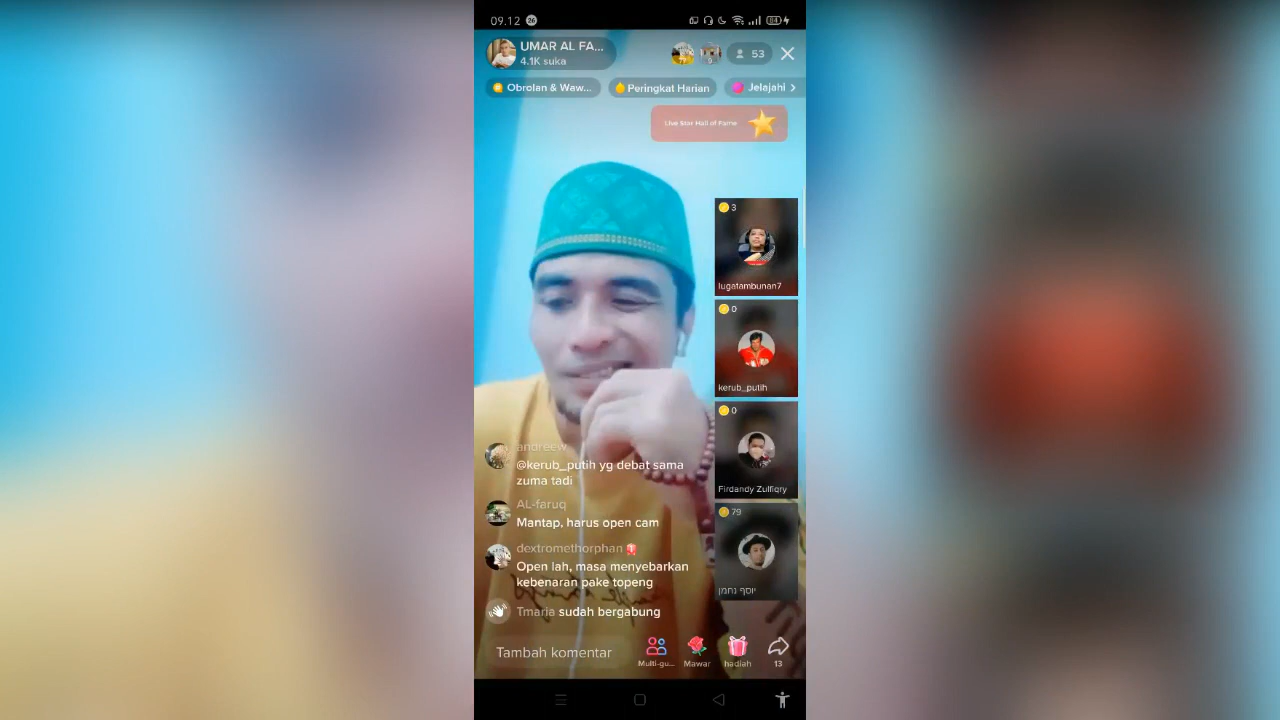 09.12 26
84
UMAR AL FA...
4.1K suka
53
Obrolan & Waw...
Peringkat Harian
Jelajahi
Live Star Hall of Fame
3
lugatambunan7
0
kerub_putih
0
Firdandy Zulfiqry
79
יוסף נחמן
andreew
@kerub_putih yg debat sama
zuma tadi
AL-faruq
Mantap, harus open cam
dextromethorphan
Open lah, masa menyebarkan
kebenaran pake topeng
Tmaria sudah bergabung
Tambah komentar
Multi-gu...
Mawar
hadiah
13